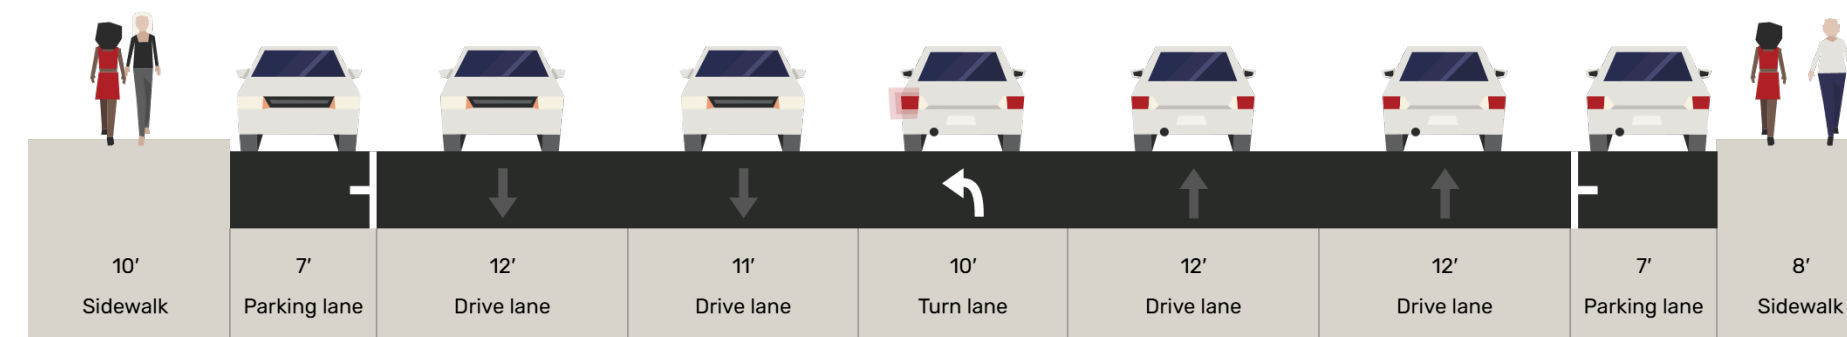 10′ 7′ 12′ 11′ 10′ 12′ 12′ 7′ 8′
Sidewalk Parking lane Drive lane Drive lane Turn lane Drive lane Drive lane Parking lane Sidewalk